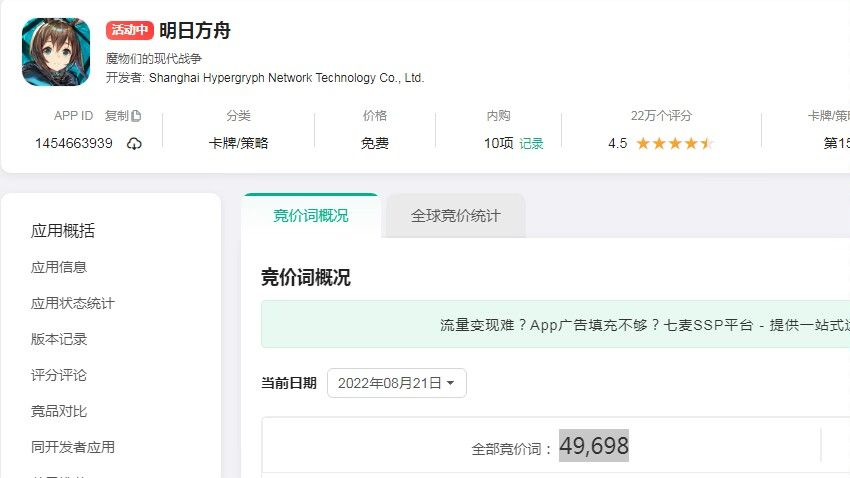 活动中 明日方舟
魔物们的现代战争
开发者: Shanghai Hypergryph Network Technology Co., Ltd.
APP ID 复制 分类 价格 内购 22万个评分 卡牌/策
1454663939 卡牌/策略 免费 10项 记录 4.5 第15
竞价词概况 全球竞价统计
应用概括
应用信息
应用状态统计
版本记录
评分评论
竞品对比
同开发者应用
竞价词概况
流量变现难？App广告填充不够？七麦SSP平台 - 提供一站式
当前日期 2022年08月21日
全部竞价词： 49,698